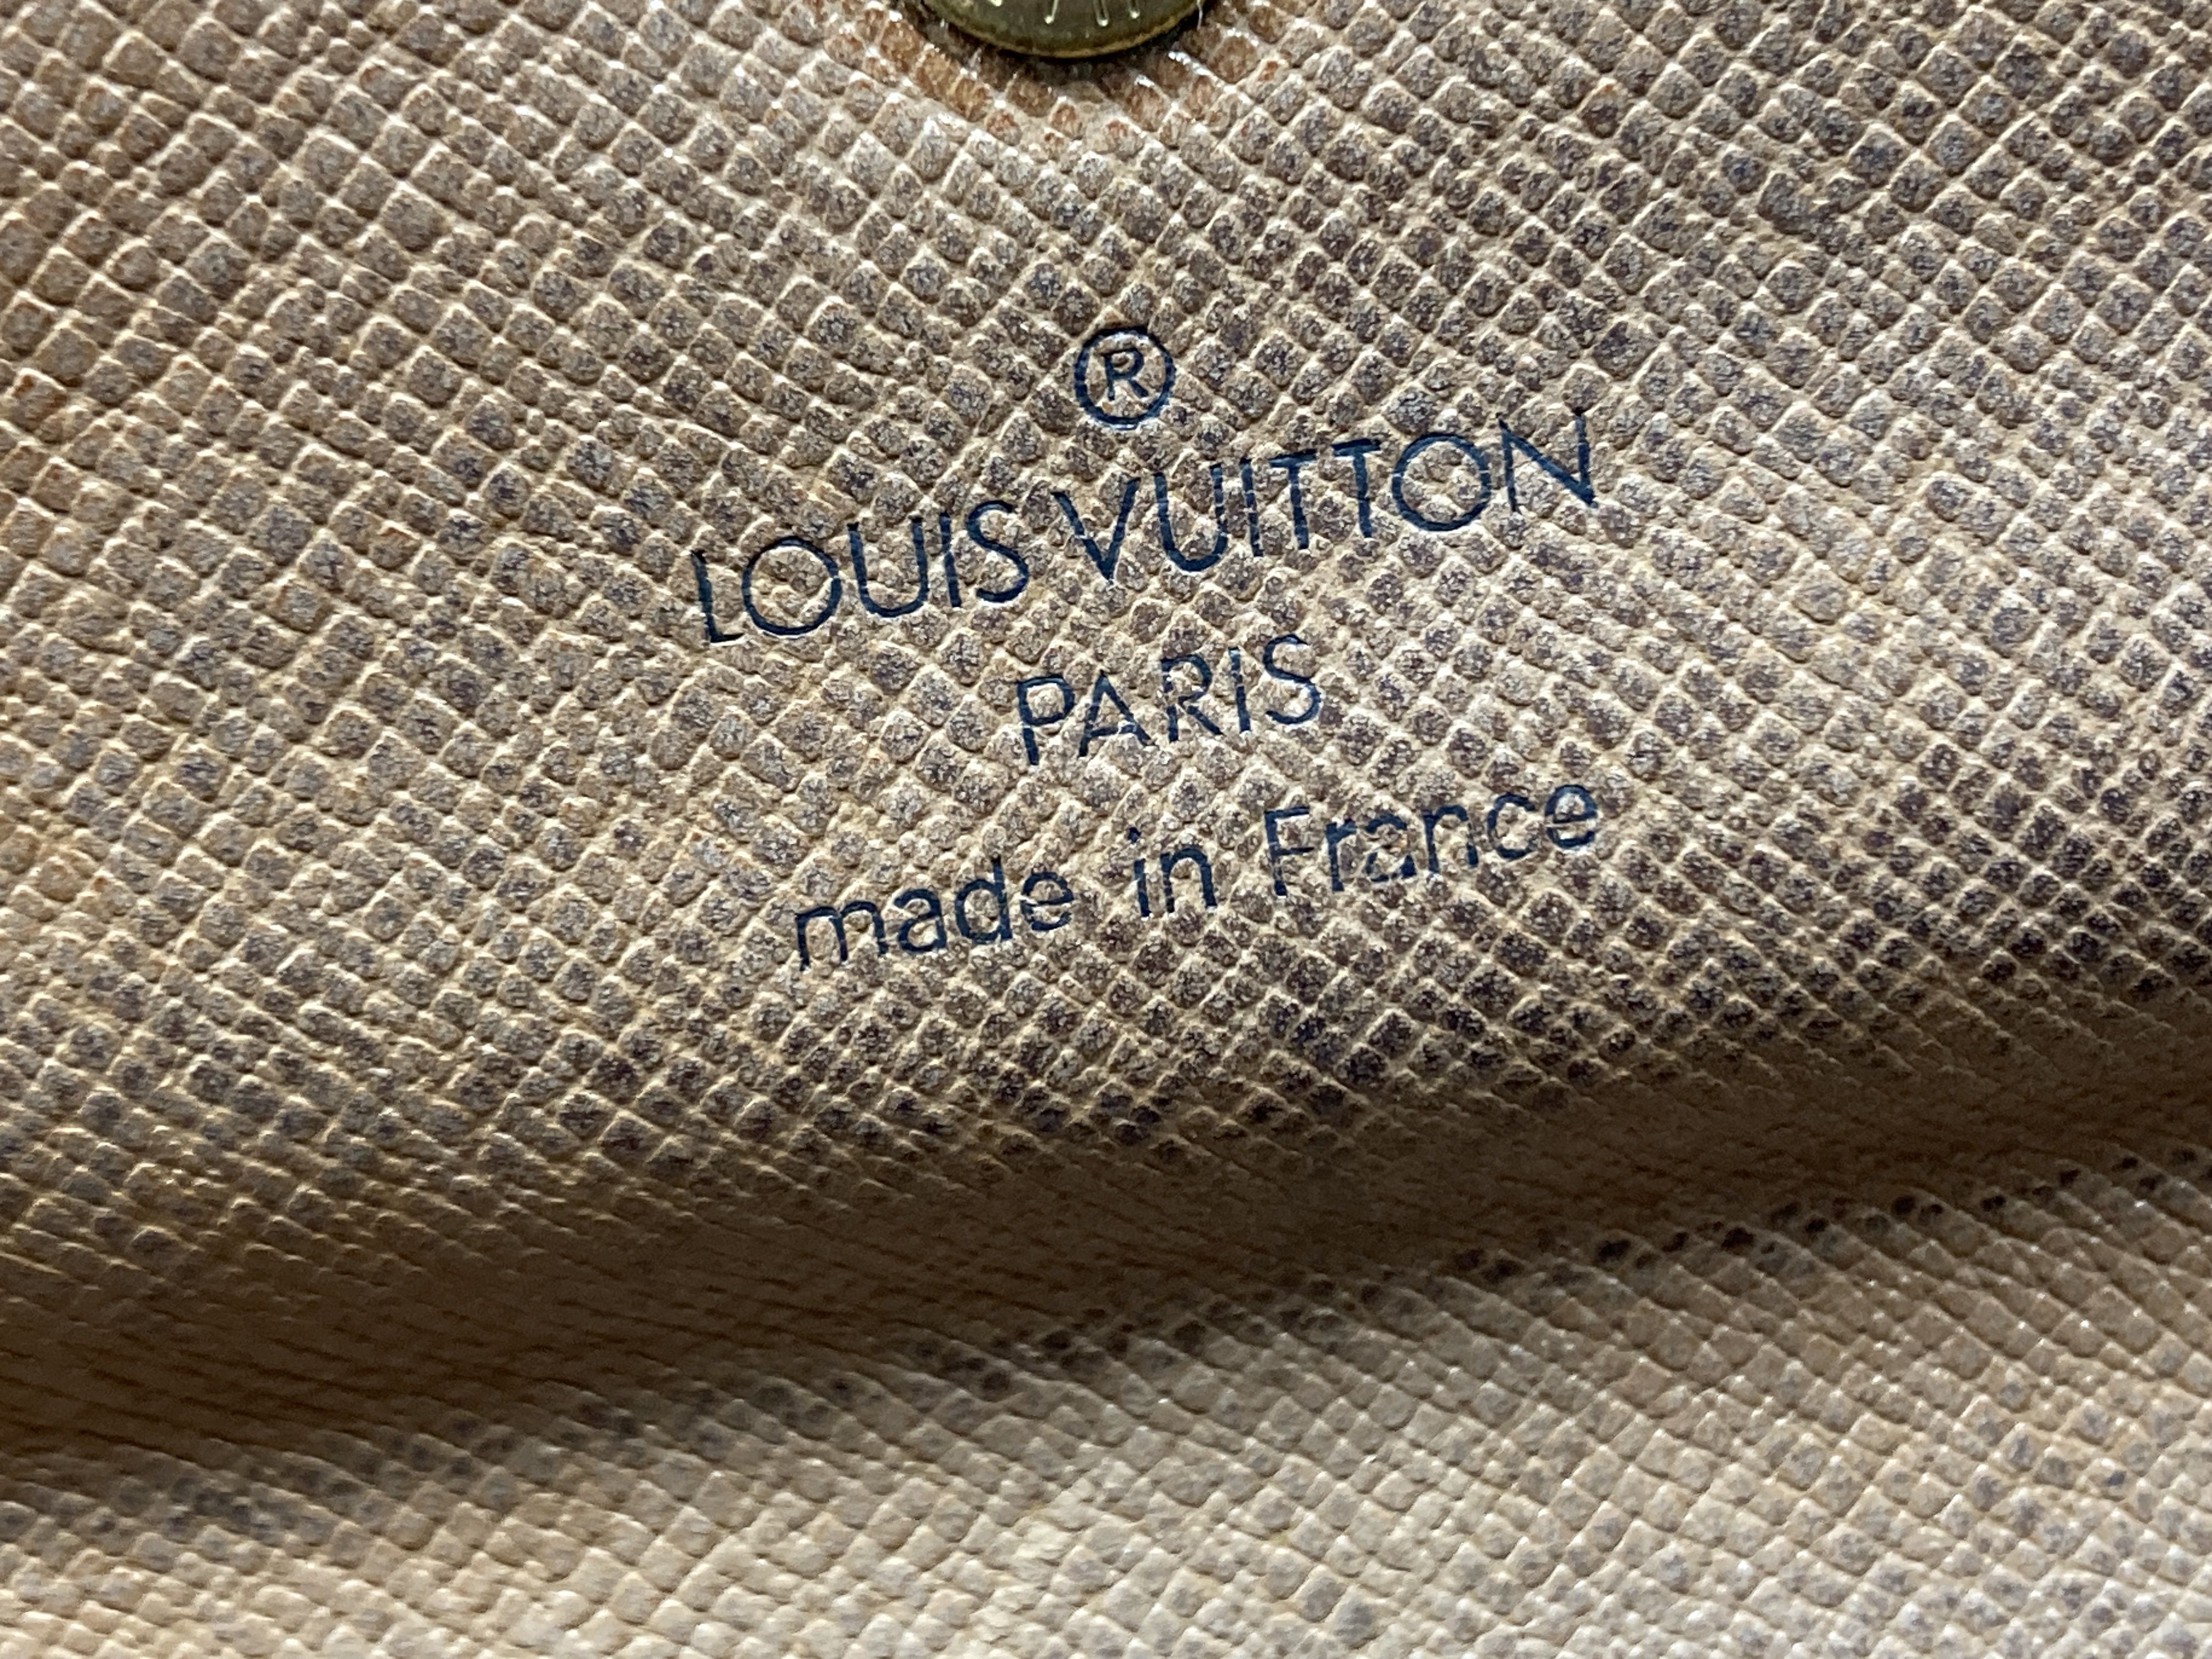 ®
LOUIS VUITTON
PARIS
made in France